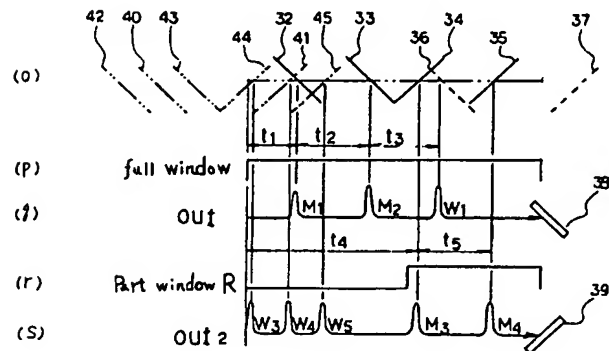 42 40 43 44 32 41 45 33 36 34 35 37
(O)
t1 t2 t3
(P) full window
(q) OUT M1 M2 W1 38
t4 t5
(r) Part window R
(S) OUT 2 W3 W4 W5 M3 M4 39